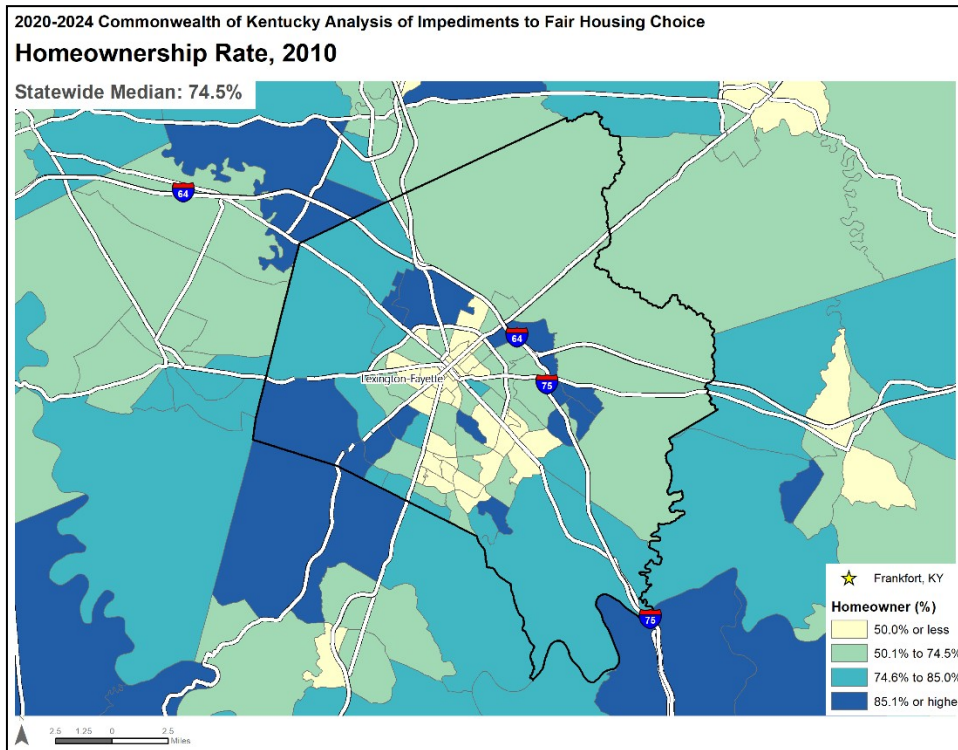 2020-2024 Commonwealth of Kentucky Analysis of Impediments to Fair Housing Choice
Homeownership Rate, 2010
Statewide Median: 74.5%
64
64
Lexington-Fayette
75
75
Frankfort, KY
Homeowner (%)
50.0% or less
50.1% to 74.5%
74.6% to 85.0%
85.1% or higher
2.5 1.25 0 2.5
Miles